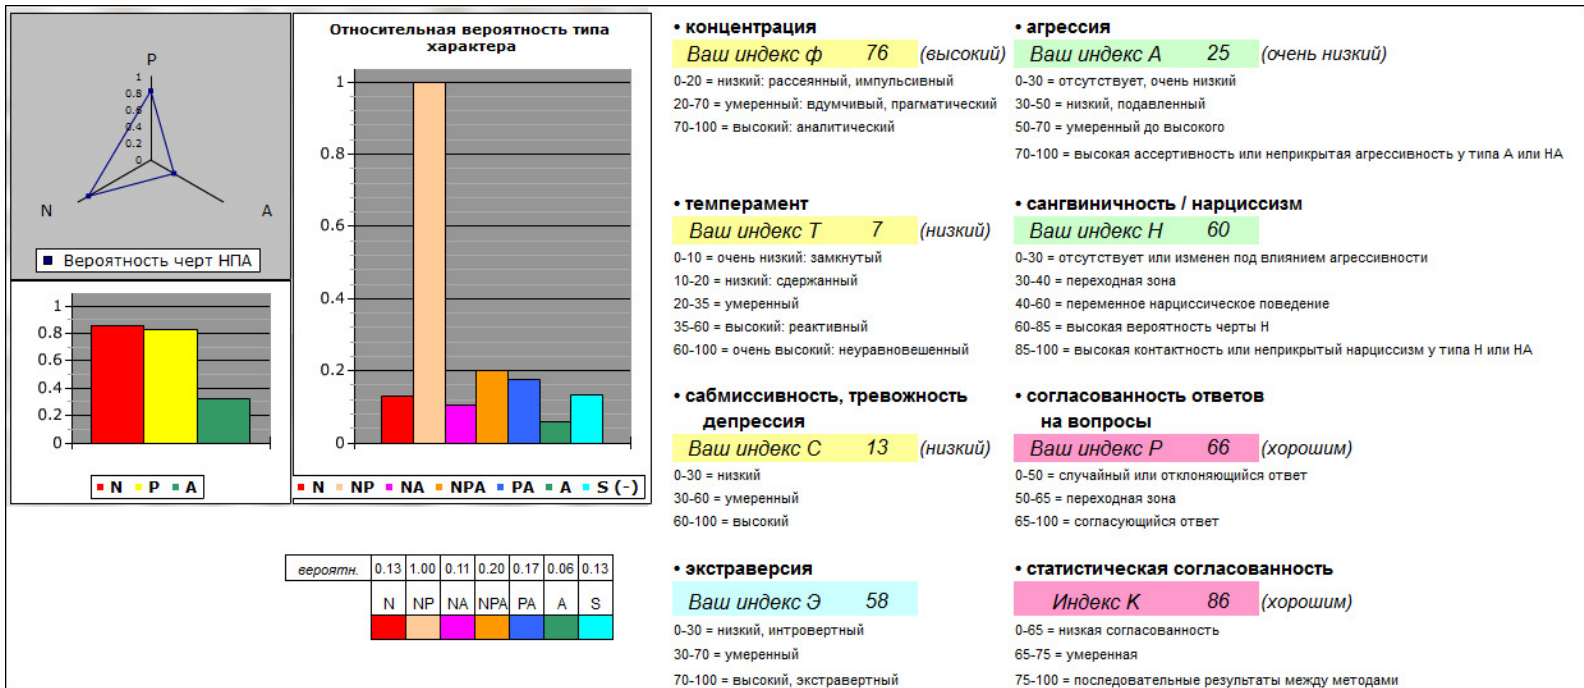 P
1
0.8
0.6
0.4
0.2
0
N
A
Вероятность черт НПА
1
0.8
0.6
0.4
0.2
0
N P A
Относительная вероятность типа
характера
1
0.8
0.6
0.4
0.2
0
N NP NA NPA PA A S (-)
вероятн. 0.13 1.00 0.11 0.20 0.17 0.06 0.13
N NP NA NPA PA A S
• концентрация
Ваш индекс ф 76 (высокий)
0-20 = низкий: рассеянный, импульсивный
20-70 = умеренный: вдумчивый, прагматический
70-100 = высокий: аналитический
• темперамент
Ваш индекс Т 7 (низкий)
0-10 = очень низкий: замкнутый
10-20 = низкий: сдержанный
20-35 = умеренный
35-60 = высокий: реактивный
60-100 = очень высокий: неуравновешенный
• сабмиссивность, тревожность
депрессия
Ваш индекс С 13 (низкий)
0-30 = низкий
30-60 = умеренный
60-100 = высокий
• экстраверсия
Ваш индекс Э 58
0-30 = низкий, интровертный
30-70 = умеренный
70-100 = высокий, экстравертный
• агрессия
Ваш индекс А 25 (очень низкий)
0-30 = отсутствует, очень низкий
30-50 = низкий, подавленный
50-70 = умеренный до высокого
70-100 = высокая ассертивность или неприкрытая агрессивность у типа А или НА
• сангвиничность / нарциссизм
Ваш индекс Н 60
0-30 = отсутствует или изменен под влиянием агрессивности
30-40 = переходная зона
40-60 = переменное нарциссическое поведение
60-85 = высокая вероятность черты Н
85-100 = высокая контактность или неприкрытый нарциссизм у типа Н или НА
• согласованность ответов
на вопросы
Ваш индекс Р 66 (хорошим)
0-50 = случайный или отклоняющийся ответ
50-65 = переходная зона
65-100 = согласующийся ответ
• статистическая согласованность
Индекс К 86 (хорошим)
0-65 = низкая согласованность
65-75 = умеренная
75-100 = последовательные результаты между методами